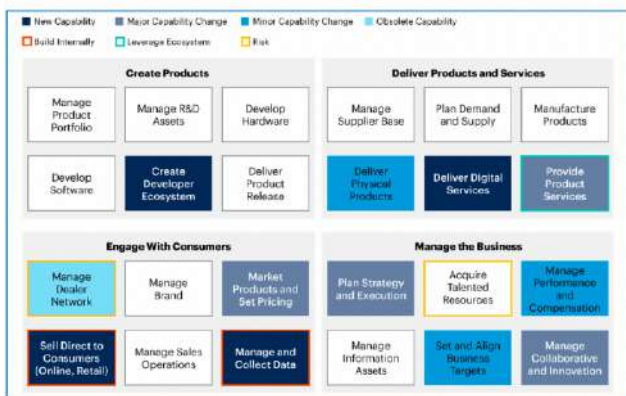 New Capability
Major Capability Change
Minor Capability Change
Obsolete Capability
Build Internally
Leverage Ecosystem
Risk
Create Products
Manage
Product
Portfolio
Manage R&D
Assets
Develop
Hardware
Develop
Software
Create
Developer
Ecosystem
Deliver
Product
Release
Deliver Products and Services
Manage
Supplier Base
Plan Demand
and Supply
Manufacture
Products
Deliver
Physical
Products
Deliver Digital
Services
Provide
Product
Services
Engage With Consumers
Manage
Dealer
Network
Manage
Brand
Market
Products and
Set Pricing
Sell Direct to
Consumers
(Online, Retail)
Manage Sales
Operations
Manage and
Collect Data
Manage the Business
Plan Strategy
and Execution
Acquire
Talented
Resources
Manage
Performance
and
Compensation
Manage
Information
Assets
Set and Align
Business
Targets
Manage
Collaborative
and Innovation